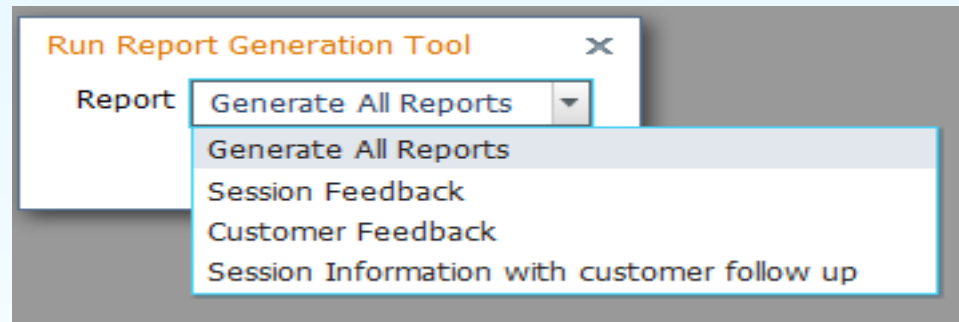 Run Report Generation Tool
Report Generate All Reports
Generate All Reports
Session Feedback
Customer Feedback
Session Information with customer follow up